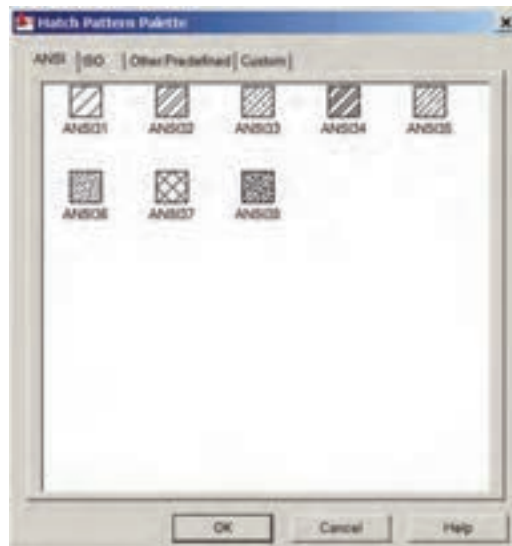 Hatch Pattern Palette
ANSI ISO Other Predefined Custom
ANSI31 ANSI32 ANSI33 ANSI34 ANSI35
ANSI36 ANSI37 ANSI38
OK Cancel Help